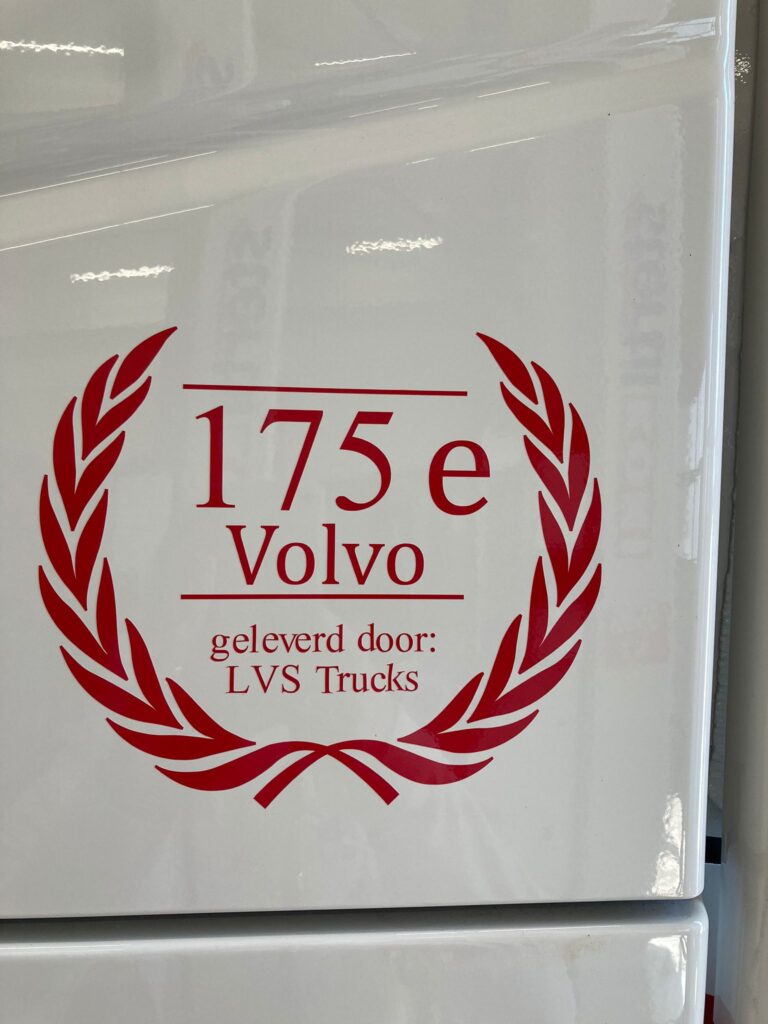 175 e
Volvo
geleverd door:
LVS Trucks